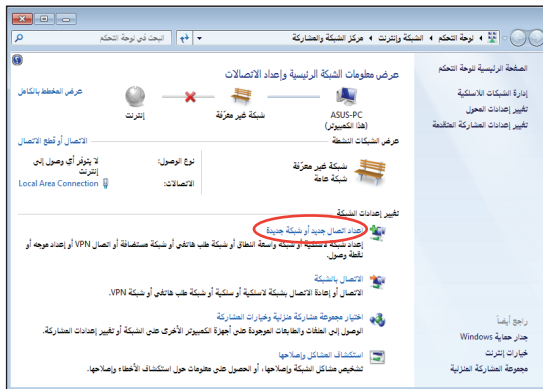 لوحة التحكم
الشبكة وإنترنت
مركز الشبكة والمشاركة
البحث في لوحة التحكم
الصفحة الرئيسية للوحة التحكم
إدارة الشبكات اللاسلكية
تغيير إعدادات المحول
تغيير إعدادات المشاركة المتقدمة
عرض معلومات الشبكة الرئيسية وإعداد الاتصالات
عرض المخطط بالكامل
ASUS-PC
(هذا الكمبيوتر)
شبكة غير معرّفة
إنترنت
عرض الشبكات النشطة
الاتصال أو قطع الاتصال
شبكة غير معرّفة
شبكة عامة
نوع الوصول:
لا يتوفر أي وصول إلى
إنترنت
الاتصالات:
Local Area Connection
تغيير إعدادات الشبكة
إعداد اتصال جديد أو شبكة جديدة
إعداد شبكة لاسلكية أو شبكة واسعة النطاق أو شبكة طلب هاتفي أو شبكة مستضافة أو اتصال VPN أو إعداد موجه أو
نقطة وصول.
الاتصال بالشبكة
الاتصال أو إعادة الاتصال بشبكة لاسلكية أو سلكية أو شبكة طلب هاتفي أو شبكة VPN.
اختيار مجموعة مشاركة منزلية وخيارات المشاركة
الوصول إلى الملفات والطابعات الموجودة على أجهزة الكمبيوتر الأخرى على الشبكة أو تغيير إعدادات المشاركة.
استكشاف المشاكل وإصلاحها
تشخيص مشاكل الشبكة وإصلاحها، أو الحصول على معلومات حول استكشاف الأخطاء وإصلاحها.
راجع أيضاً
جدار حماية Windows
خيارات إنترنت
مجموعة المشاركة المنزلية